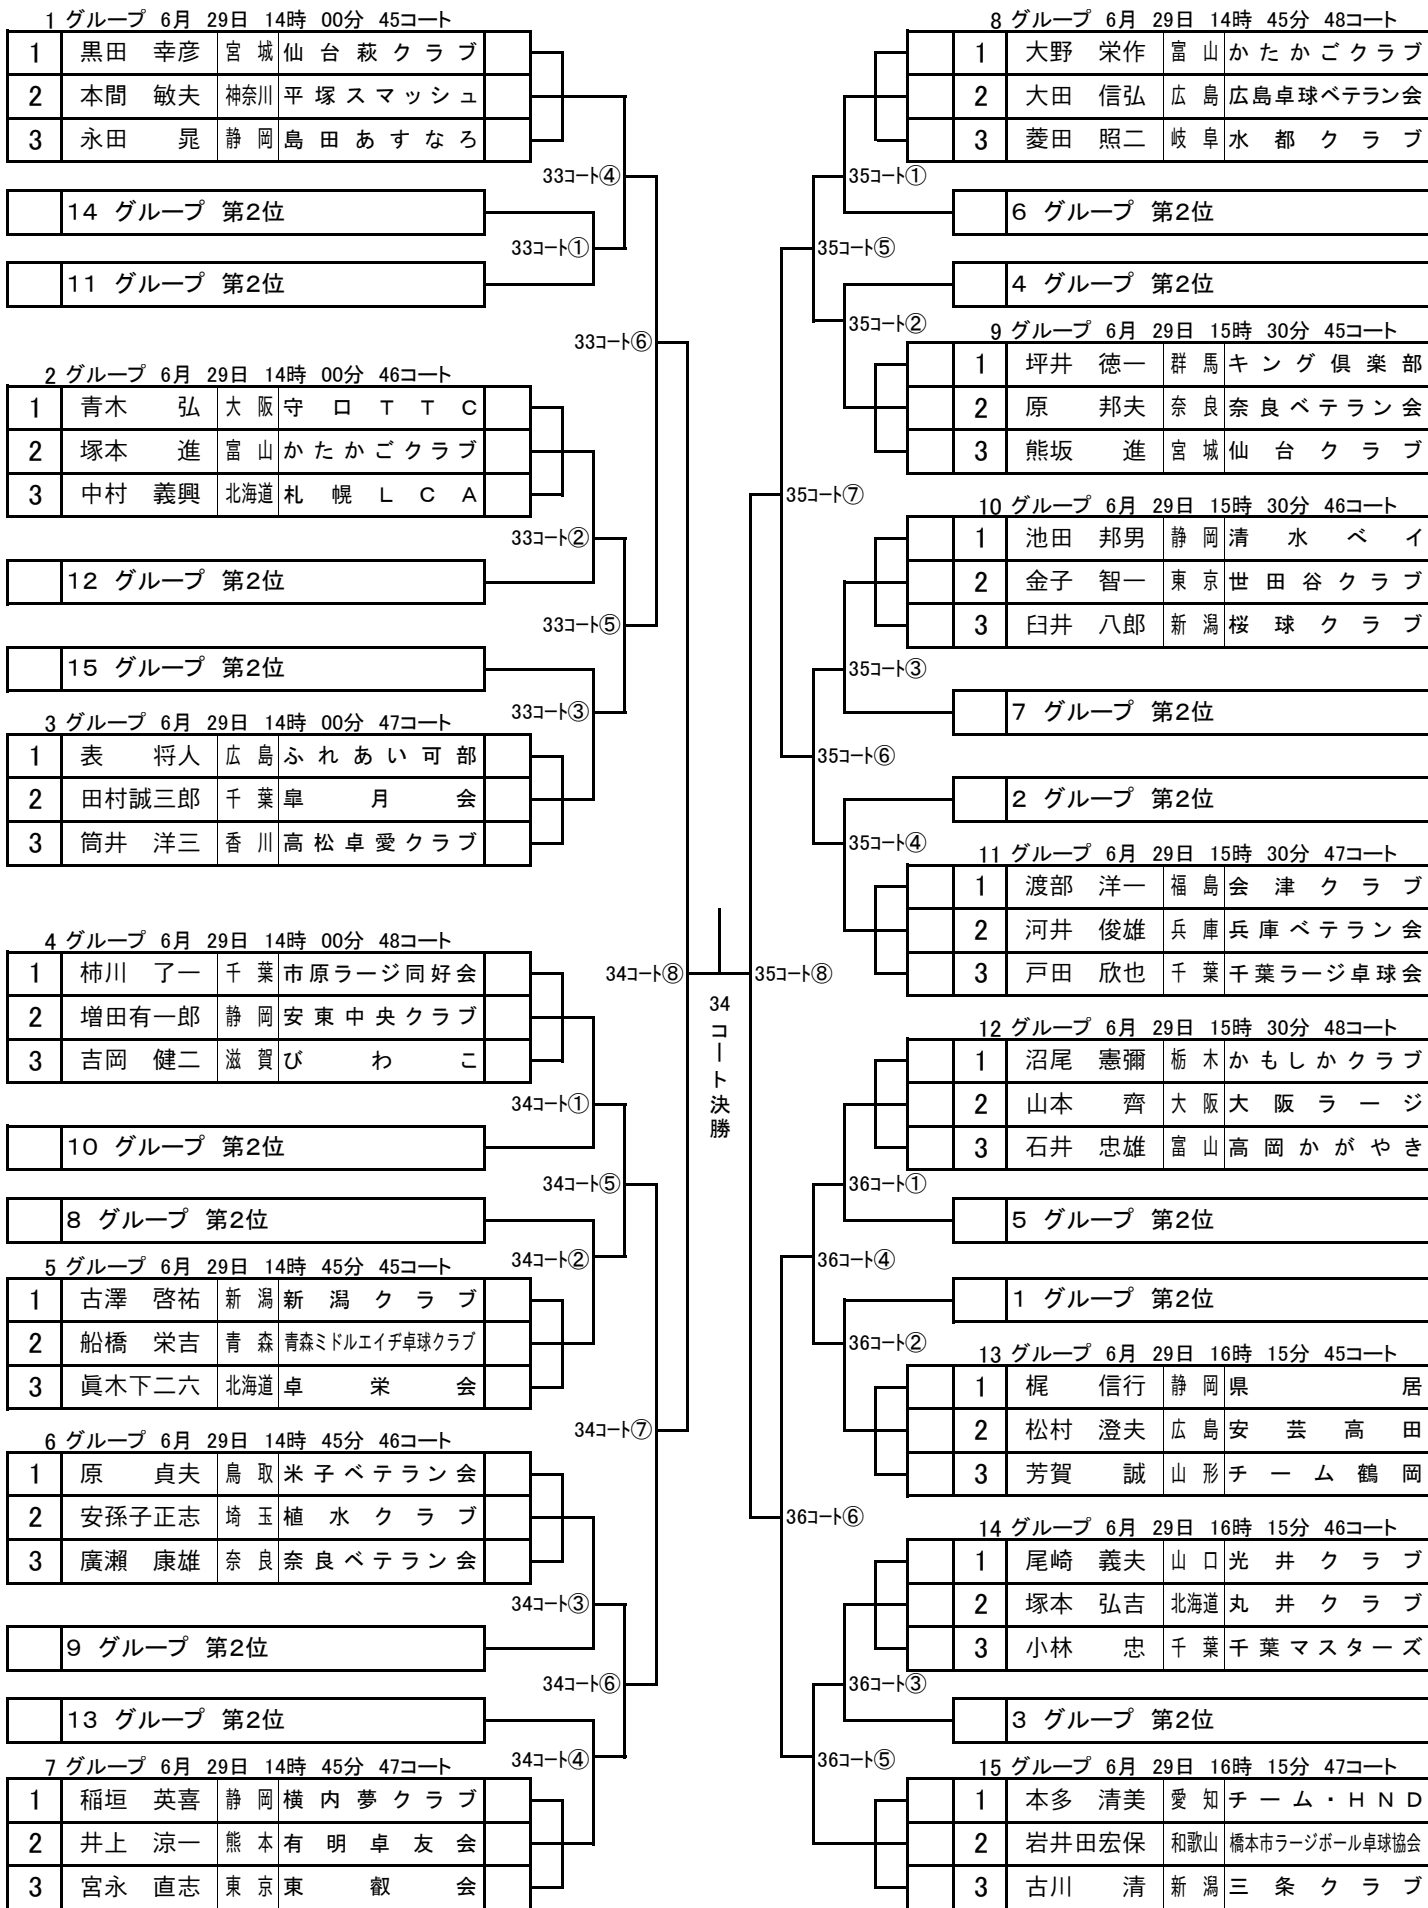 1 グループ 6月 29日 14時 00分 45コート
1 黒田 幸彦 宮城 仙台萩クラブ
2 本間 敏夫 神奈川 平塚スマッシュ
3 永田 晃 静岡 島田あすなろ
33コート④
14 グループ 第2位
33コート①
11 グループ 第2位
33コート⑥
2 グループ 6月 29日 14時 00分 46コート
1 青木 弘 大阪 守口TTC
2 塚本 進 富山 かたかごクラブ
3 中村 義興 北海道 札幌LCA
33コート②
12 グループ 第2位
33コート⑤
15 グループ 第2位
33コート③
3 グループ 6月 29日 14時 00分 47コート
1 表 将人 広島 ふれあい可部
2 田村誠三郎 千葉 皐月会
3 筒井 洋三 香川 高松卓愛クラブ
4 グループ 6月 29日 14時 00分 48コート
1 柿川 了一 千葉 市原ラージ同好会
2 増田有一郎 静岡 安東中央クラブ
3 吉岡 健二 滋賀 びわこ
34コート⑧
34コート①
10 グループ 第2位
34コート⑤
8 グループ 第2位
34コート②
5 グループ 6月 29日 14時 45分 45コート
1 古澤 啓祐 新潟 新潟クラブ
2 船橋 栄吉 青森 青森ミドルエイヂ卓球クラブ
3 眞木下二六 北海道 卓栄会
34コート⑦
6 グループ 6月 29日 14時 45分 46コート
1 原 貞夫 鳥取 米子ベテラン会
2 安孫子正志 埼玉 植水クラブ
3 廣瀬 康雄 奈良 奈良ベテラン会
34コート③
9 グループ 第2位
34コート⑥
13 グループ 第2位
34コート④
7 グループ 6月 29日 14時 45分 47コート
1 稲垣 英喜 静岡 横内夢クラブ
2 井上 涼一 熊本 有明卓友会
3 宮永 直志 東京 東叡会
34コート決勝
8 グループ 6月 29日 14時 45分 48コート
1 大野 栄作 富山 かたかごクラブ
2 大田 信弘 広島 広島卓球ベテラン会
3 菱田 照二 岐阜 水都クラブ
35コート①
6 グループ 第2位
35コート⑤
4 グループ 第2位
35コート②
9 グループ 6月 29日 15時 30分 45コート
1 坪井 徳一 群馬 キング倶楽部
2 原 邦夫 奈良 奈良ベテラン会
3 熊坂 進 宮城 仙台クラブ
35コート⑦
10 グループ 6月 29日 15時 30分 46コート
1 池田 邦男 静岡 清水ベイ
2 金子 智一 東京 世田谷クラブ
3 臼井 八郎 新潟 桜球クラブ
35コート③
7 グループ 第2位
35コート⑥
2 グループ 第2位
35コート④
11 グループ 6月 29日 15時 30分 47コート
1 渡部 洋一 福島 会津クラブ
2 河井 俊雄 兵庫 兵庫ベテラン会
3 戸田 欣也 千葉 千葉ラージ卓球会
35コート⑧
12 グループ 6月 29日 15時 30分 48コート
1 沼尾 憲彌 栃木 かもしかクラブ
2 山本 齊 大阪 大阪ラージ
3 石井 忠雄 富山 高岡かがやき
36コート①
5 グループ 第2位
36コート④
1 グループ 第2位
36コート②
13 グループ 6月 29日 16時 15分 45コート
1 梶 信行 静岡 県居
2 松村 澄夫 広島 安芸高田
3 芳賀 誠 山形 チーム鶴岡
36コート⑥
14 グループ 6月 29日 16時 15分 46コート
1 尾崎 義夫 山口 光井クラブ
2 塚本 弘吉 北海道 丸井クラブ
3 小林 忠 千葉 千葉マスターズ
36コート③
3 グループ 第2位
36コート⑤
15 グループ 6月 29日 16時 15分 47コート
1 本多 清美 愛知 チーム・HND
2 岩井田宏保 和歌山 橋本市ラージボール卓球協会
3 古川 清 新潟 三条クラブ